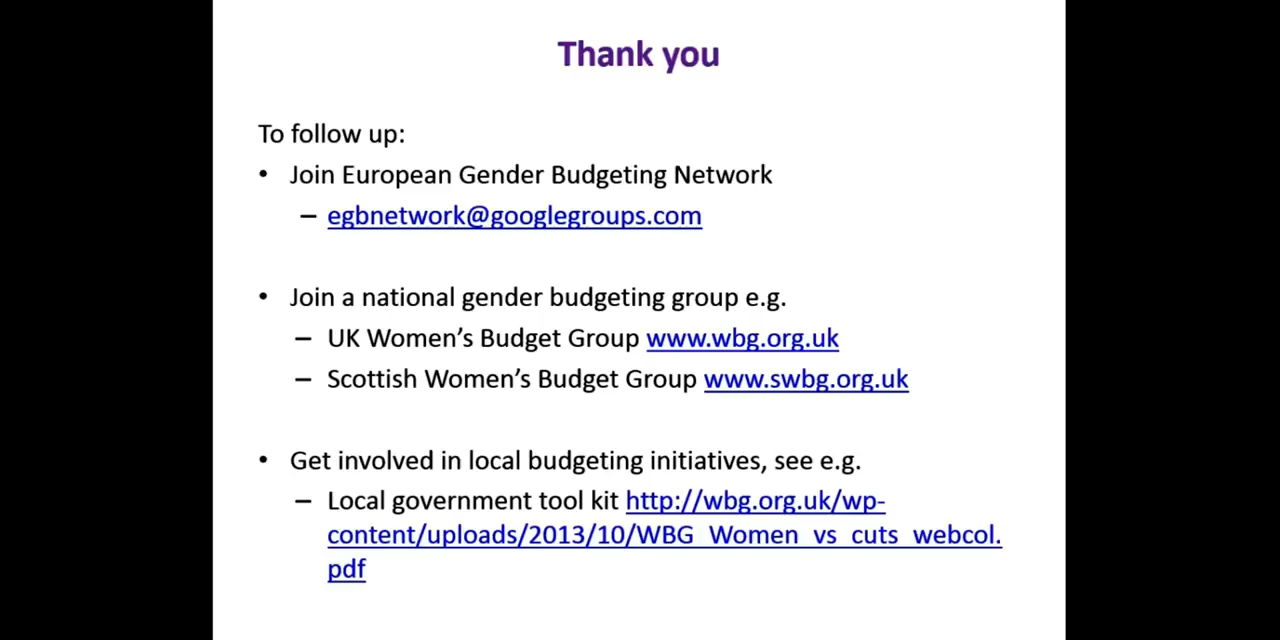 Thank you
To follow up:
• Join European Gender Budgeting Network
– egbnetwork@googlegroups.com
• Join a national gender budgeting group e.g.
– UK Women’s Budget Group www.wbg.org.uk
– Scottish Women’s Budget Group www.swbg.org.uk
• Get involved in local budgeting initiatives, see e.g.
– Local government tool kit http://wbg.org.uk/wp-
content/uploads/2013/10/WBG_Women_vs_cuts_webcol.
pdf